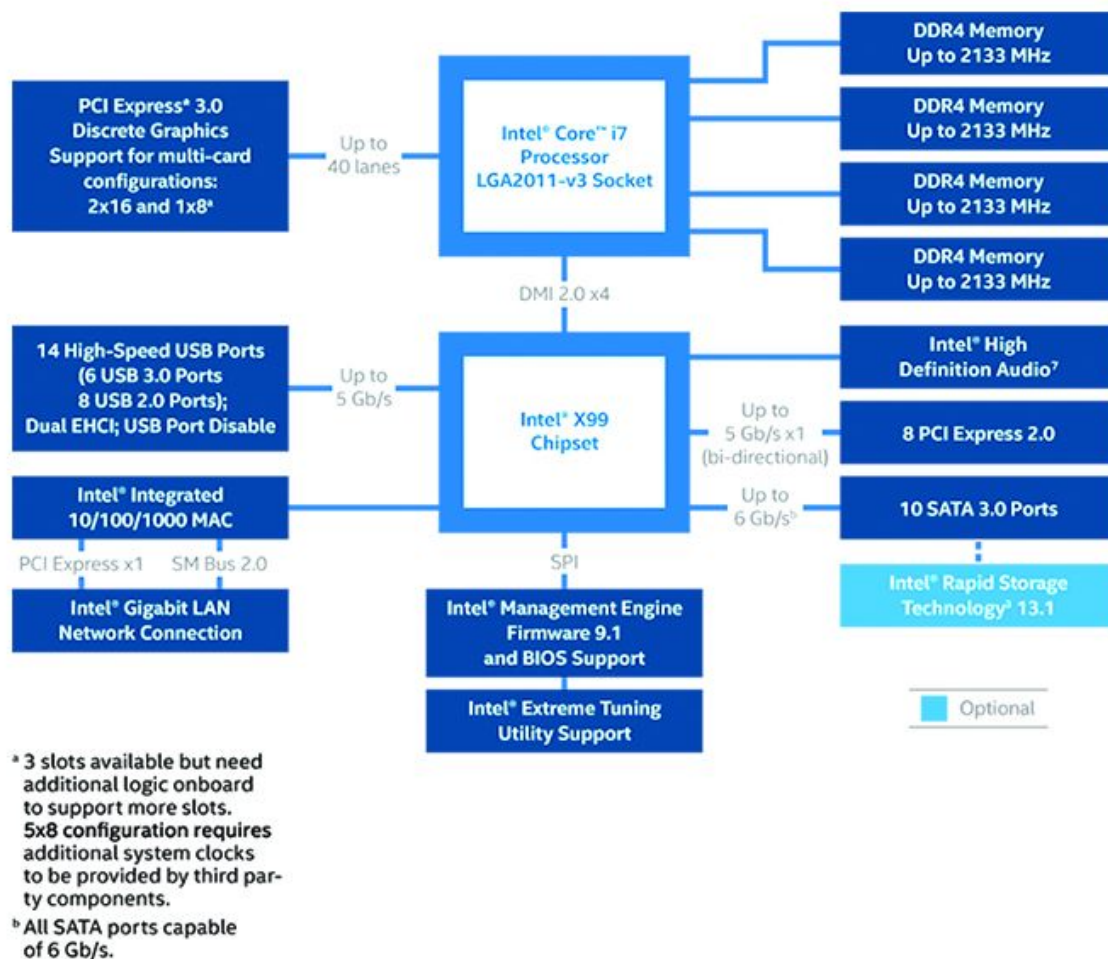 PCI Express* 3.0
Discrete Graphics
Support for multi-card
configurations:
2x16 and 1x8ᵃ
Up to
40 lanes
Intel® Core™ i7
Processor
LGA2011-v3 Socket
DDR4 Memory
Up to 2133 MHz
DDR4 Memory
Up to 2133 MHz
DDR4 Memory
Up to 2133 MHz
DDR4 Memory
Up to 2133 MHz
DMI 2.0 x4
14 High-Speed USB Ports
(6 USB 3.0 Ports
8 USB 2.0 Ports);
Dual EHCI; USB Port Disable
Up to
5 Gb/s
Intel® X99
Chipset
Intel® High
Definition Audio⁷
Up to
5 Gb/s x1
(bi-directional)
8 PCI Express 2.0
Intel® Integrated
10/100/1000 MAC
Up to
6 Gb/sᵇ
10 SATA 3.0 Ports
PCI Express x1
SM Bus 2.0
SPI
Intel® Gigabit LAN
Network Connection
Intel® Management Engine
Firmware 9.1
and BIOS Support
Intel® Rapid Storage
Technology³ 13.1
Intel® Extreme Tuning
Utility Support
Optional
ᵃ 3 slots available but need
additional logic onboard
to support more slots.
5x8 configuration requires
additional system clocks
to be provided by third par-
ty components.
ᵇ All SATA ports capable
of 6 Gb/s.